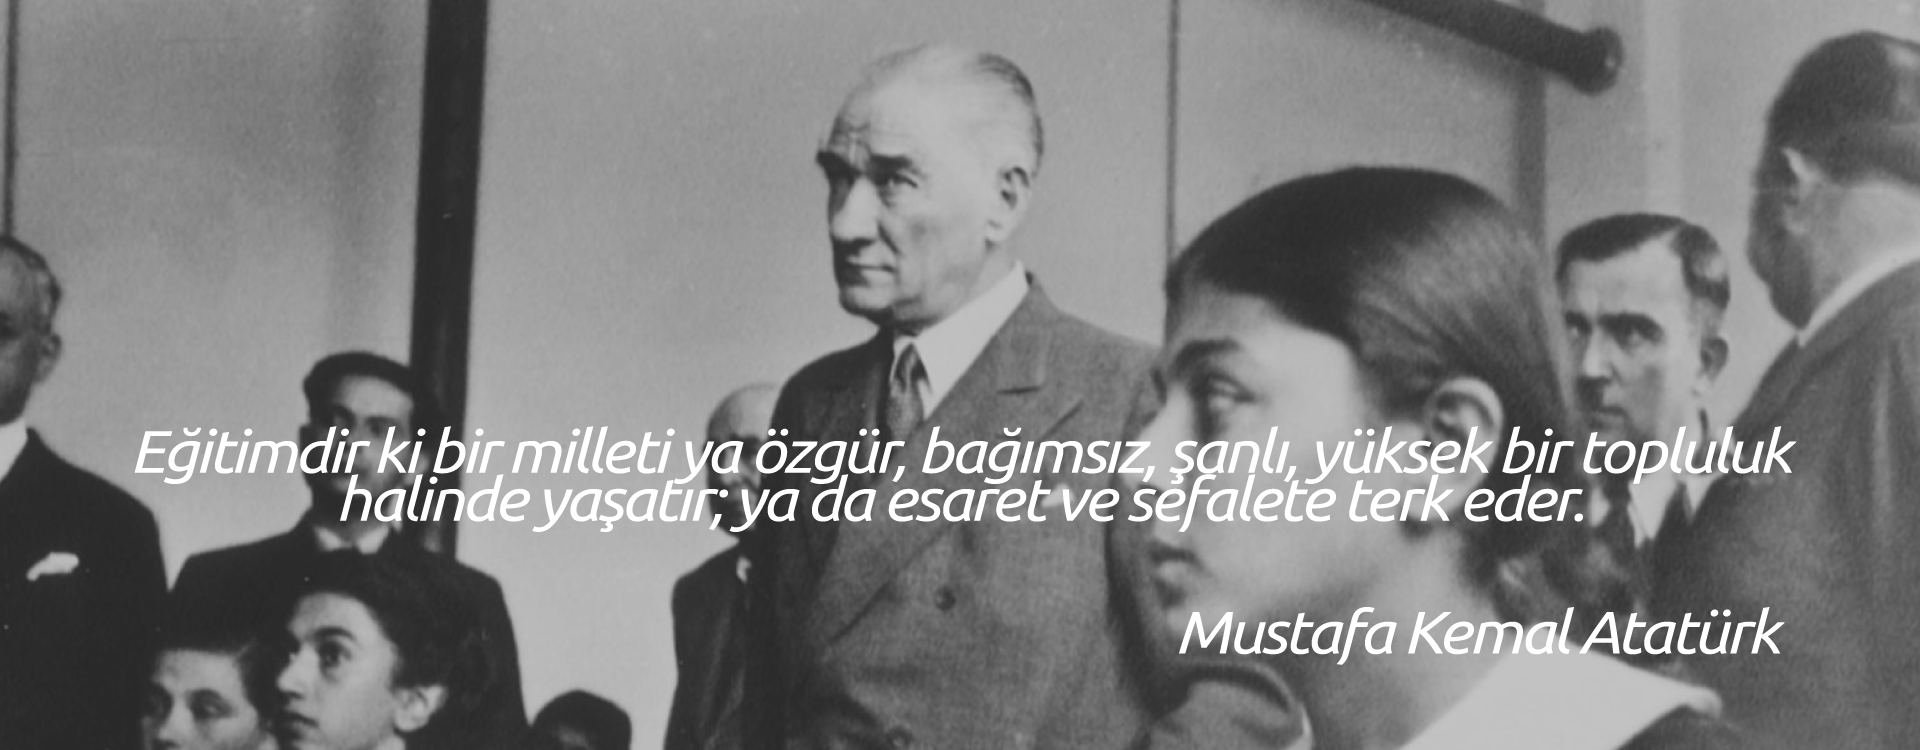 Eğitimdir ki bir milleti ya özgür, bağımsız, şanlı, yüksek bir topluluk
halinde yaşatır; ya da esaret ve sefalete terk eder.
Mustafa Kemal Atatürk